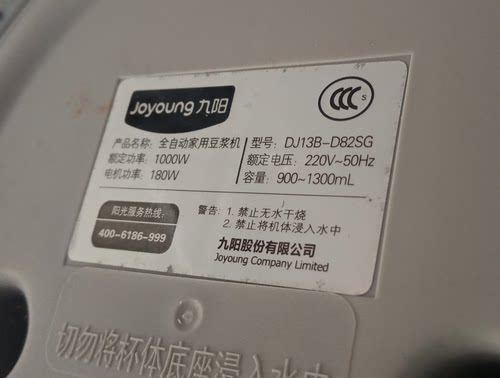 Joyoung 九阳
CCC S
产品名称: 全自动家用豆浆机 型号: DJ13B-D82SG
额定功率: 1000W 额定电压: 220V~50Hz
电机功率: 180W 容量: 900~1300mL
阳光服务热线:
400-6186-999
警告: 1. 禁止无水干烧
2. 禁止将机体浸入水中
九阳股份有限公司
Joyoung Company Limited
切勿将杯体底座浸入水中